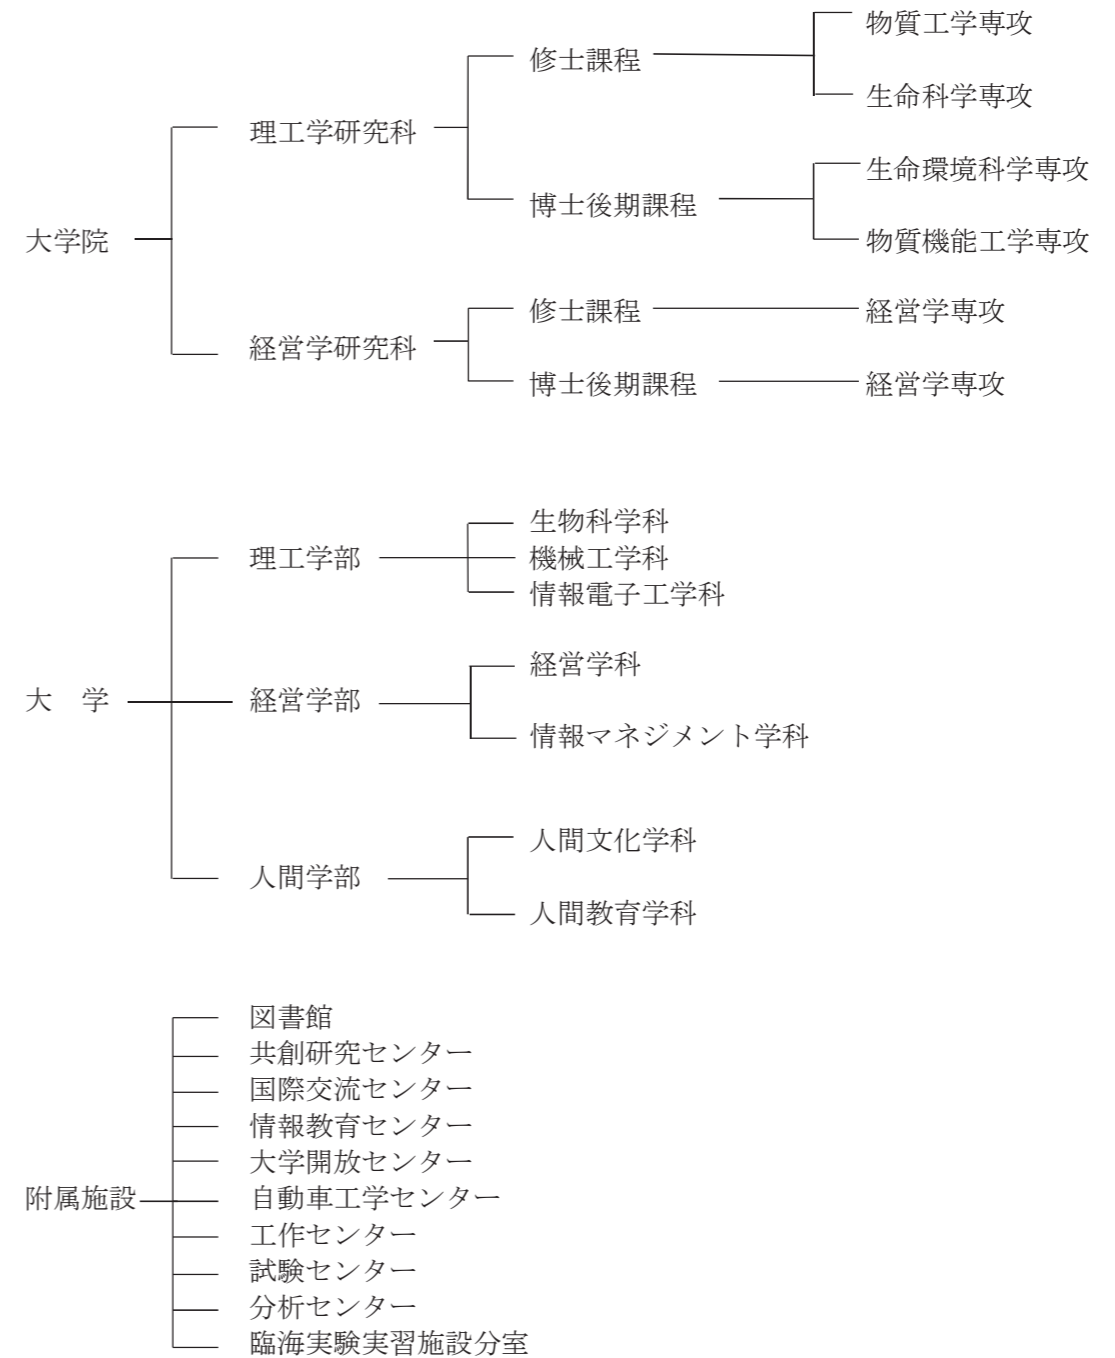 物質工学専攻
修士課程
生命科学専攻
理工学研究科
生命環境科学専攻
博士後期課程
大学院
物質機能工学専攻
修士課程 経営学専攻
経営学研究科
博士後期課程 経営学専攻
生物科学科
理工学部 機械工学科
情報電子工学科
経営学科
大　学 経営学部
情報マネジメント学科
人間文化学科
人間学部
人間教育学科
図書館
共創研究センター
国際交流センター
情報教育センター
大学開放センター
附属施設 自動車工学センター
工作センター
試験センター
分析センター
臨海実験実習施設分室